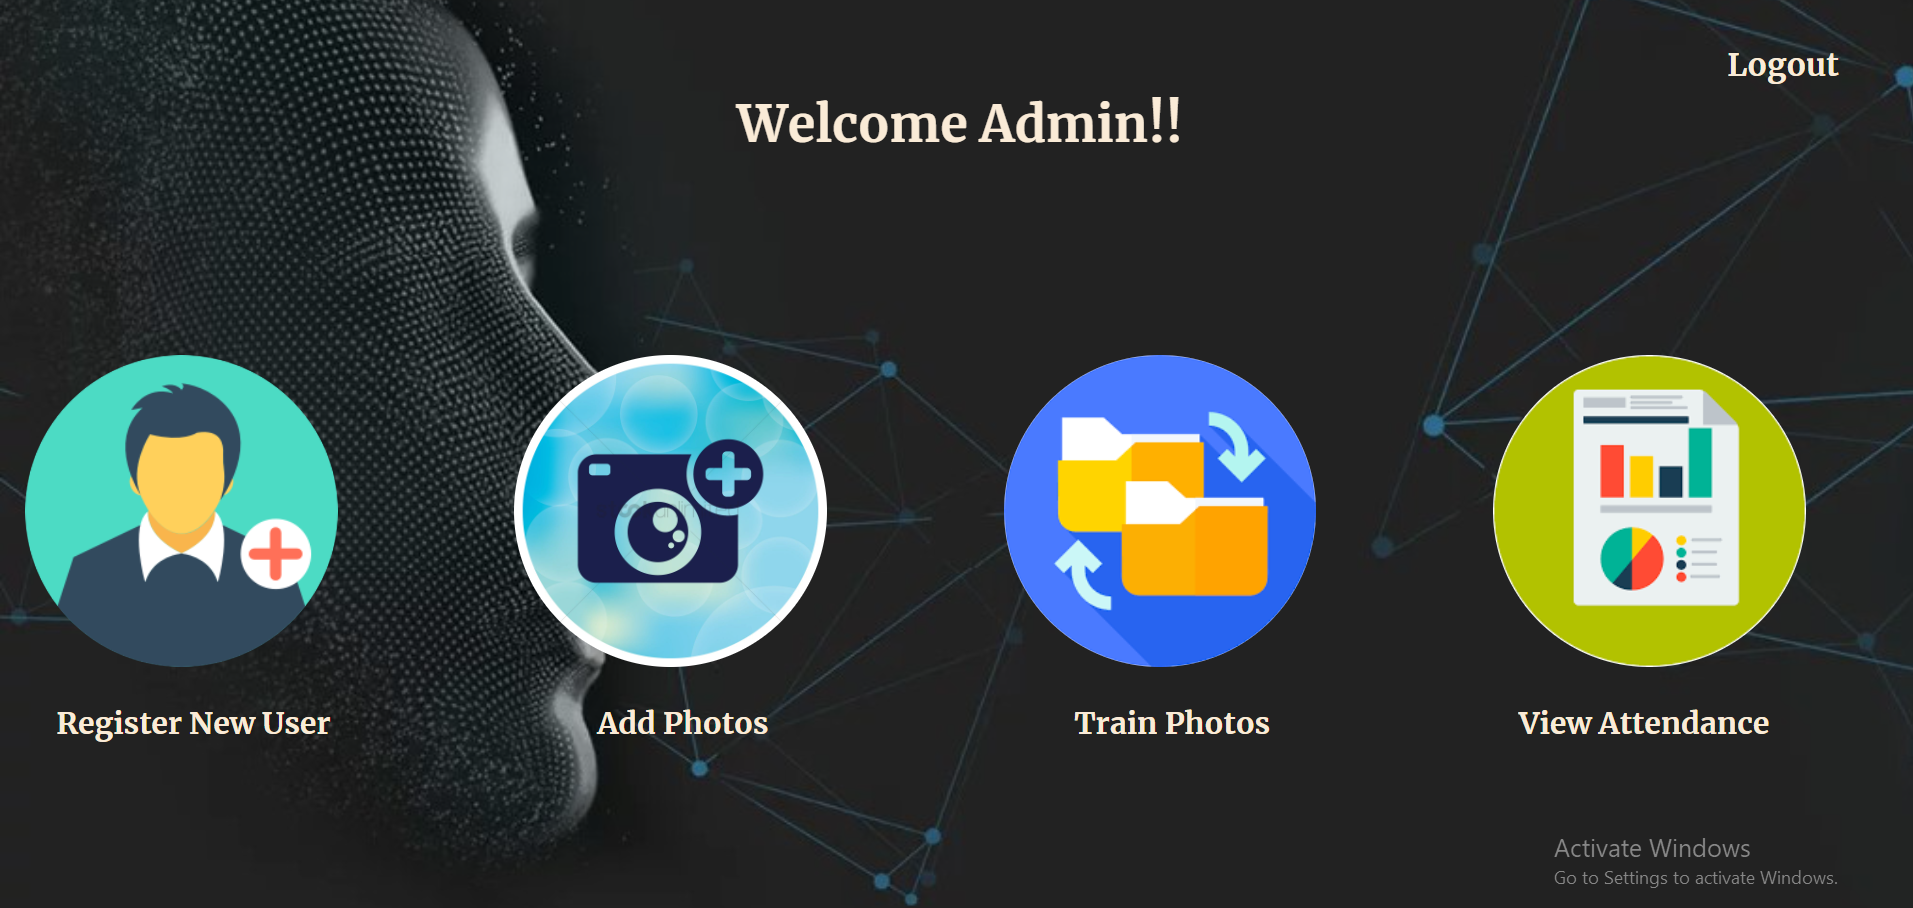 Logout
Welcome Admin!!
Register New User
Add Photos
Train Photos
View Attendance
Activate Windows
Go to Settings to activate Windows.